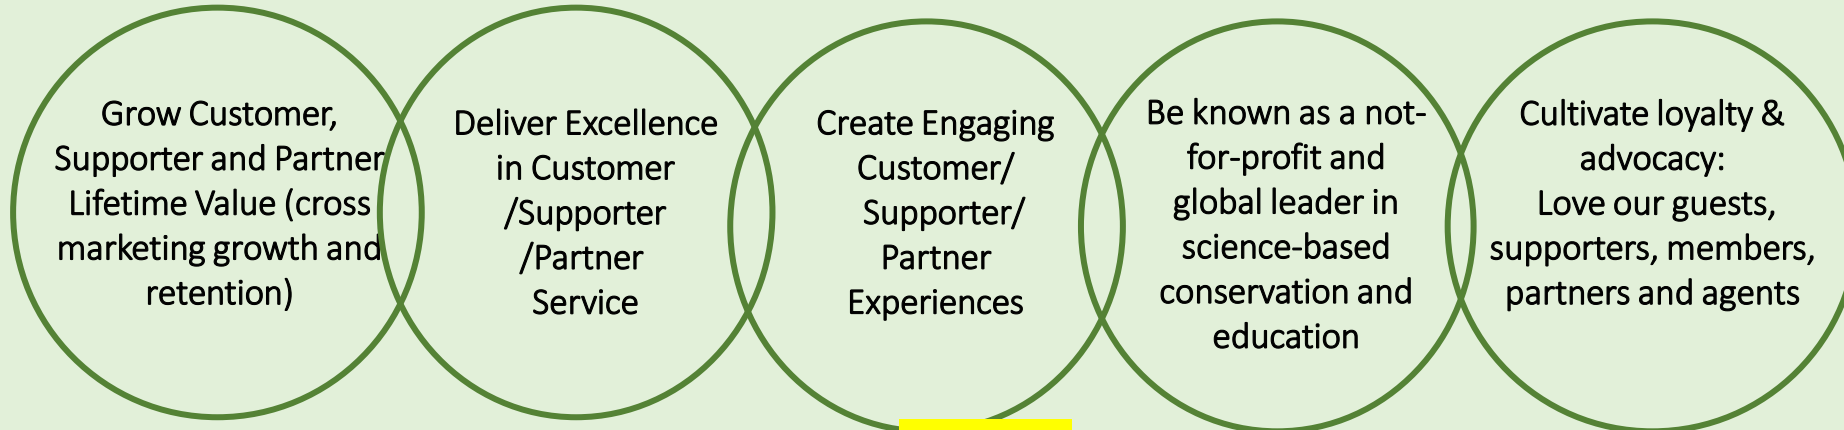 Grow Customer,
Supporter and Partner
Lifetime Value (cross
marketing growth and
retention)
Deliver Excellence
in Customer
/Supporter
/Partner
Service
Create Engaging
Customer/
Supporter/
Partner
Experiences
Be known as a not-
for-profit and
global leader in
science-based
conservation and
education
Cultivate loyalty &
advocacy:
Love our guests,
supporters, members,
partners and agents